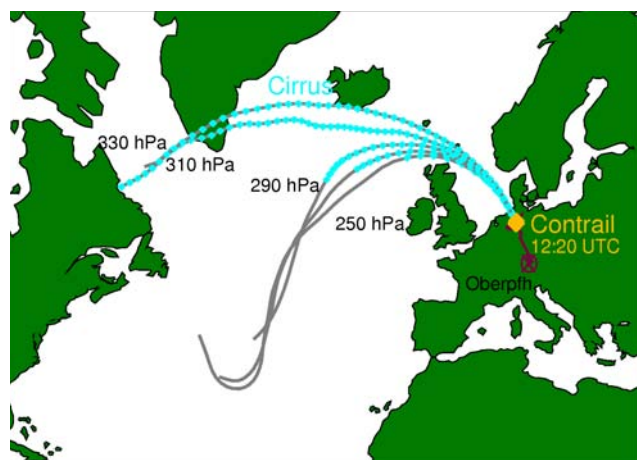 Cirrus
330 hPa
310 hPa
290 hPa
250 hPa
Contrail
12:20 UTC
Oberpfh